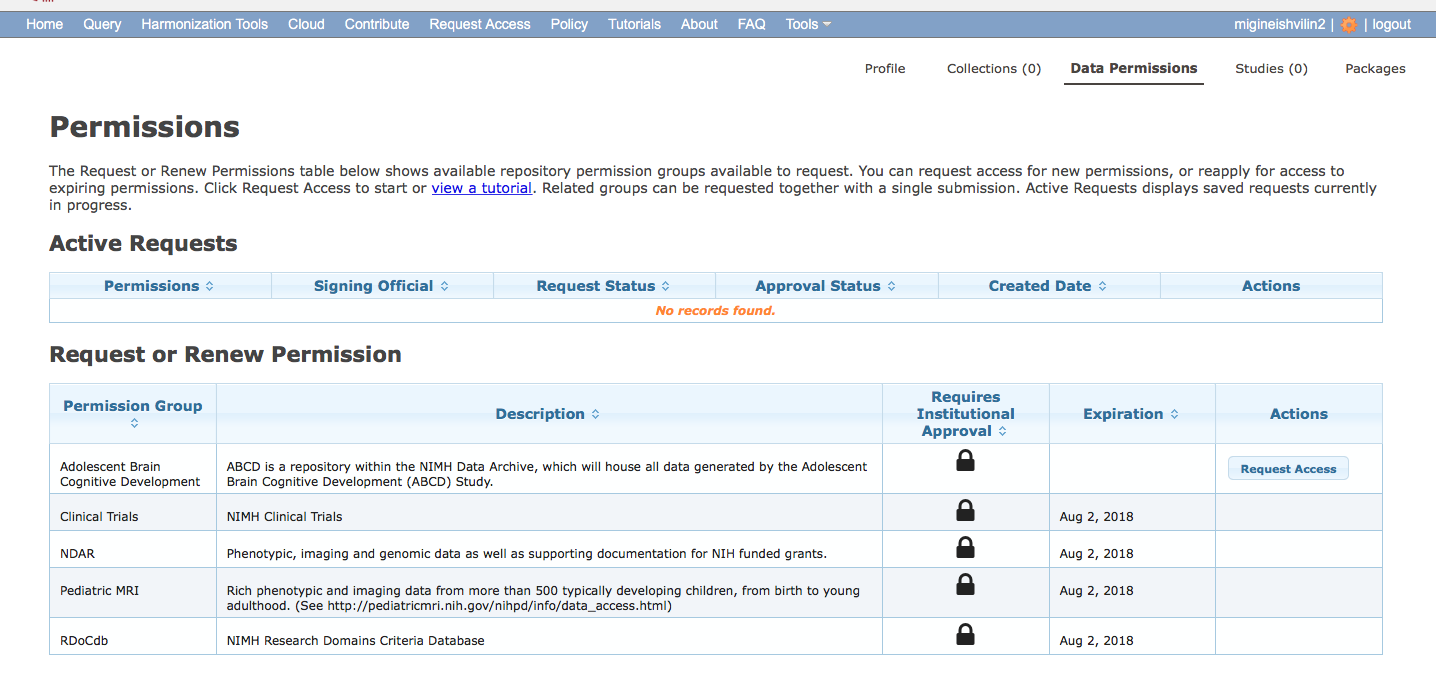 Home Query Harmonization Tools Cloud Contribute Request Access Policy Tutorials About FAQ Tools migineishvilin2 | | logout
Profile Collections (0) Data Permissions Studies (0) Packages
Permissions
The Request or Renew Permissions table below shows available repository permission groups available to request. You can request access for new permissions, or reapply for access to
expiring permissions. Click Request Access to start or view a tutorial. Related groups can be requested together with a single submission. Active Requests displays saved requests currently
in progress.
Active Requests
Permissions Signing Official Request Status Approval Status Created Date Actions
No records found.
Request or Renew Permission
Permission Group Description Requires Institutional Approval Expiration Actions
Adolescent Brain Cognitive Development
ABCD is a repository within the NIMH Data Archive, which will house all data generated by the Adolescent
Brain Cognitive Development (ABCD) Study.
Request Access
Clinical Trials NIMH Clinical Trials Aug 2, 2018
NDAR Phenotypic, imaging and genomic data as well as supporting documentation for NIH funded grants. Aug 2, 2018
Pediatric MRI Rich phenotypic and imaging data from more than 500 typically developing children, from birth to young
adulthood. (See http://pediatricmri.nih.gov/nihpd/info/data_access.html) Aug 2, 2018
RDoCdb NIMH Research Domains Criteria Database Aug 2, 2018